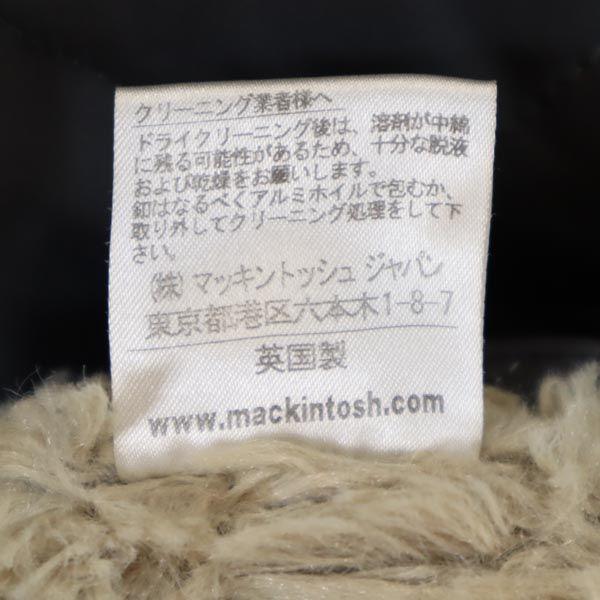 クリーニング業者様へ
ドライクリーニング後は、溶剤が中綿
に残る可能性があるため、十分な脱液
および乾燥をお願いします。
釦はなるべくアルミホイルで包むか、
取り外してクリーニング処理をして下
さい。
(株) マッキントッシュ ジャパン
東京都港区六本木1-8-7
英国製
www.mackintosh.com